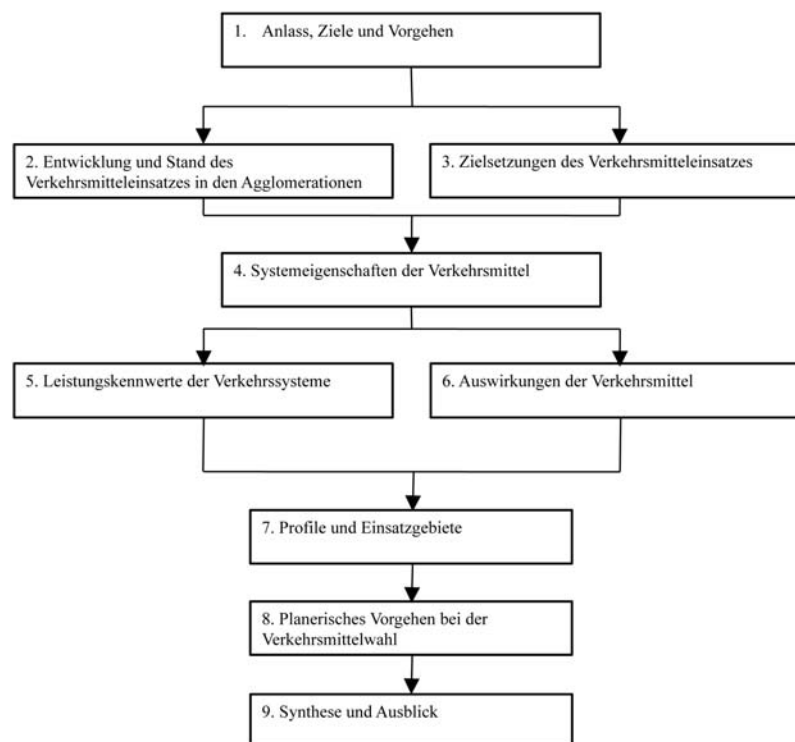 1. Anlass, Ziele und Vorgehen
2. Entwicklung und Stand des
Verkehrsmitteleinsatzes in den Agglomerationen
3. Zielsetzungen des Verkehrsmitteleinsatzes
4. Systemeigenschaften der Verkehrsmittel
5. Leistungskennwerte der Verkehrssysteme
6. Auswirkungen der Verkehrsmittel
7. Profile und Einsatzgebiete
8. Planerisches Vorgehen bei der
Verkehrsmittelwahl
9. Synthese und Ausblick